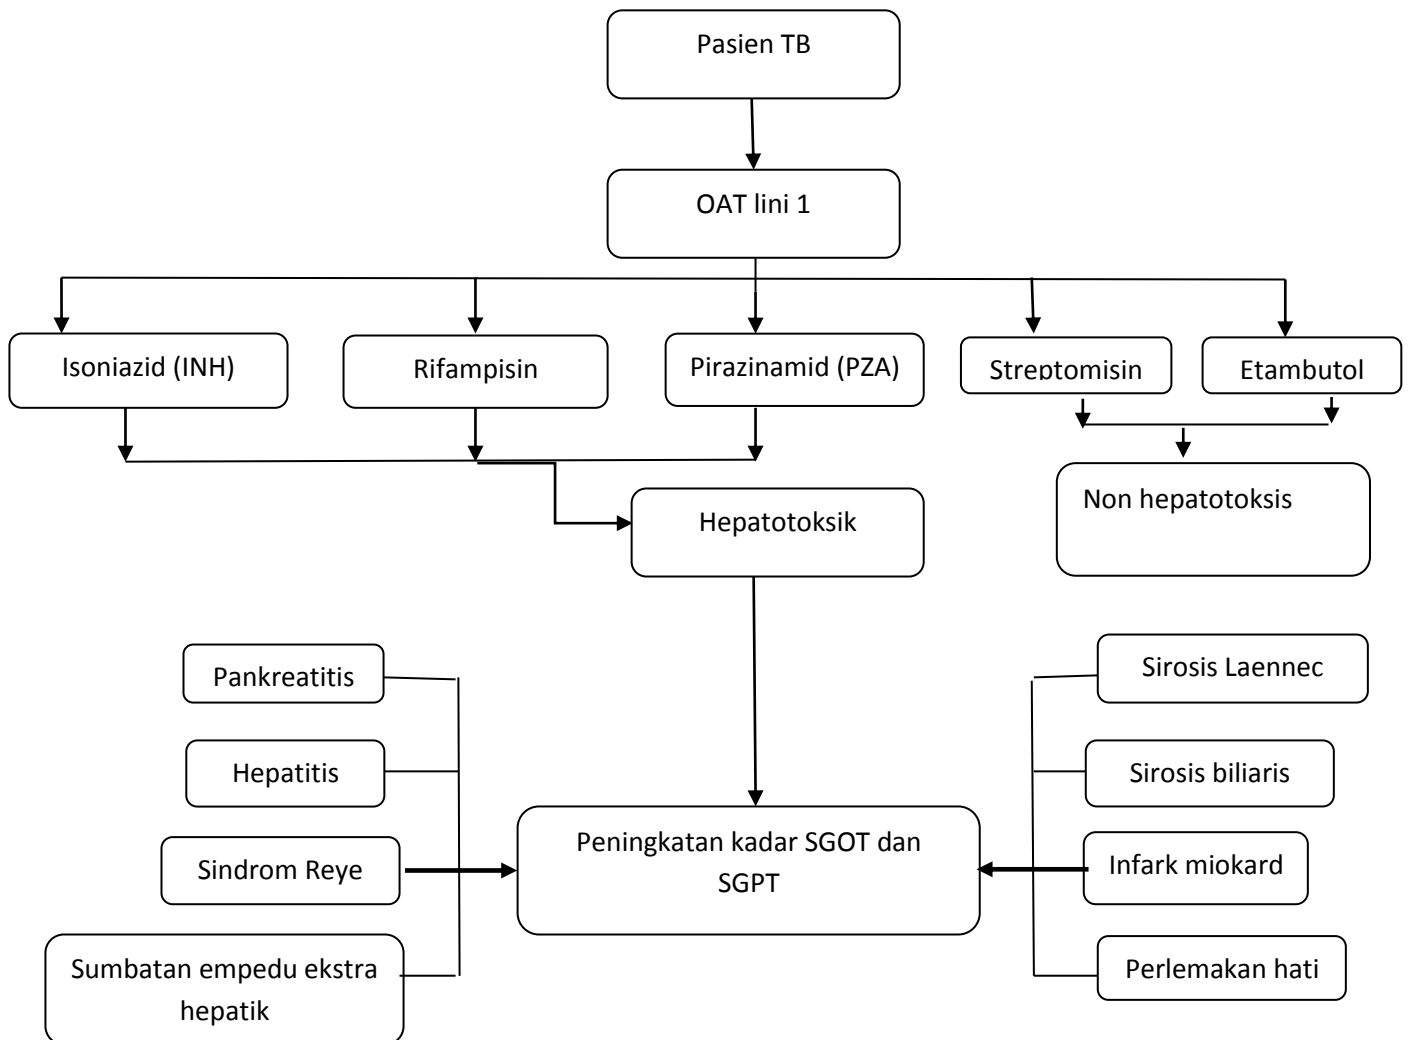 Pasien TB
OAT lini 1
Isoniazid (INH)
Rifampisin
Pirazinamid (PZA)
Streptomisin
Etambutol
Non hepatotoksis
Hepatotoksik
Pankreatitis
Hepatitis
Sindrom Reye
Sumbatan empedu ekstra
hepatik
Peningkatan kadar SGOT dan
SGPT
Sirosis Laennec
Sirosis biliaris
Infark miokard
Perlemakan hati